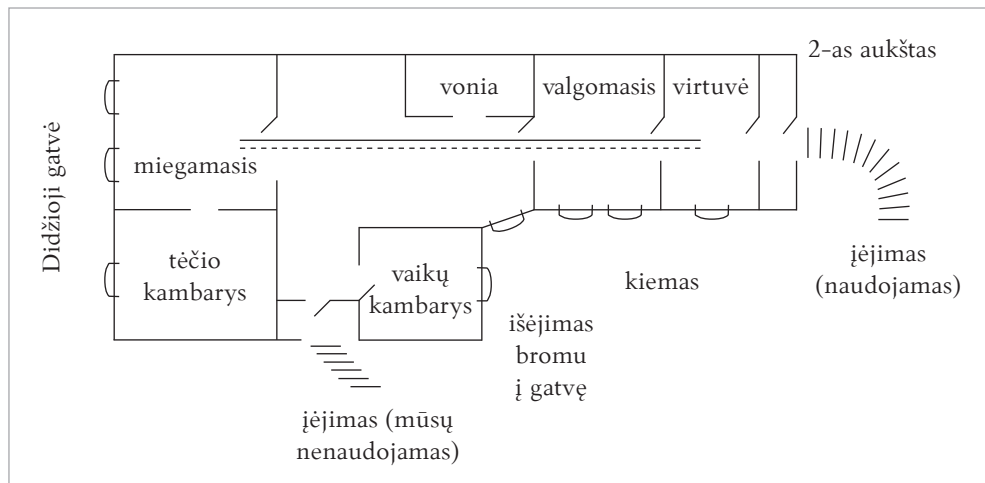 2-as aukštas
vonia
valgomasis
virtuvė
Didžioji gatvė
miegamasis
tėčio
kambarys
vaikų
kambarys
kiemas
įėjimas
(naudojamas)
išėjimas
bromu
į gatvę
įėjimas (mūsų
nenaudojamas)